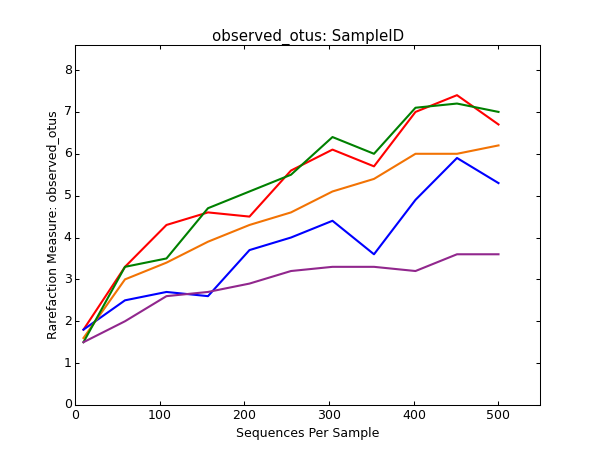 observed_otus: SampleID
Rarefaction Measure: observed_otus
8
7
6
5
4
3
2
1
0
0 100 200 300 400 500
Sequences Per Sample